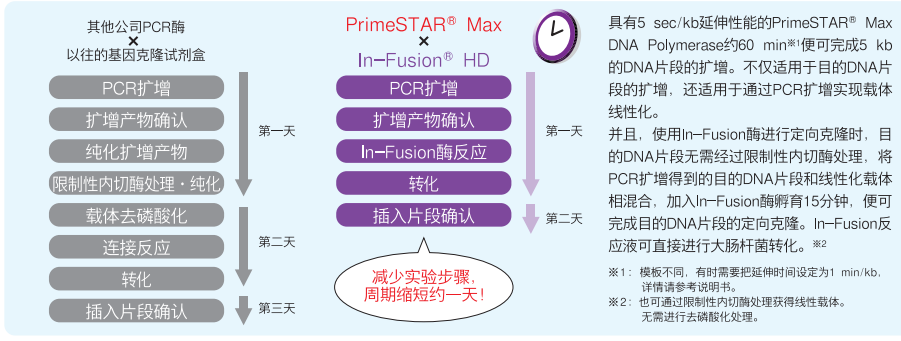 其他公司PCR酶
×
以往的基因克隆试剂盒
PCR扩增
扩增产物确认
纯化扩增产物
限制性内切酶处理・纯化
载体去磷酸化
连接反应
转化
插入片段确认
第一天
第二天
第三天
PrimeSTAR® Max
×
In-Fusion® HD
PCR扩增
扩增产物确认
In-Fusion酶反应
转化
插入片段确认
第一天
第二天
减少实验步骤，
周期缩短约一天！
具有5 sec/kb延伸性能的PrimeSTAR® Max
DNA Polymerase约60 min※1便可完成5 kb
的DNA片段的扩增。不仅适用于目的DNA片
段的扩增，还适用于通过PCR扩增实现载体
线性化。
并且，使用In-Fusion酶进行定向克隆时，目
的DNA片段无需经过限制性内切酶处理，将
PCR扩增得到的目的DNA片段和线性化载体
相混合，加入In-Fusion酶孵育15分钟，便可
完成目的DNA片段的定向克隆。In-Fusion反
应液可直接进行大肠杆菌转化。※2
※1：模板不同，有时需要把延伸时间设定为1 min/kb，
详情请参考说明书。
※2：也可通过限制性内切酶处理获得线性载体。
无需进行去磷酸化处理。